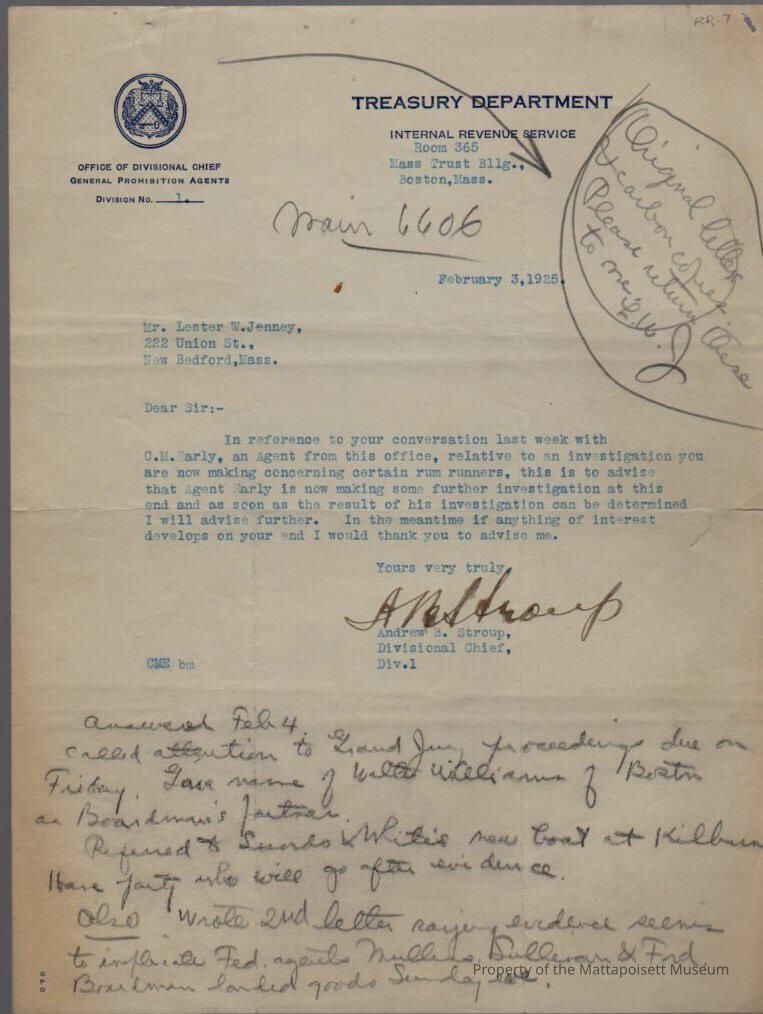 RR-7
TREASURY DEPARTMENT
INTERNAL REVENUE SERVICE
Room 365
Mass Trust Bllg.,
Boston,Mass.
OFFICE OF DIVISIONAL CHIEF
GENERAL PROHIBITION AGENTS
DIVISION NO. 1.
Main 6606
Original letter
& carbon copies.
Please return these
to me. L.W.J
February 3,1925.
Mr. Lester W.Jenney,
222 Union St.,
New Bedford,Mass.
Dear Sir:-
In reference to your conversation last week with
C.M.Early, an Agent from this office, relative to an investigation you
are now making concerning certain rum runners, this is to advise
that Agent Early is now making some further investigation at this
end and as soon as the result of his investigation can be determined
I will advise further. In the meantime if anything of interest
develops on your end I would thank you to advise me.
Yours very truly,
A B Stroup
Andrew B. Stroup,
Divisional Chief,
Div.1
CME bm
Answered Feb 4.
Called attention to Grand Jury proceedings due on
Friday. Gave name of Walter Williams of Boston
as Boardman's partner.
Referred to & White's new boat at Kilburn
Have party who will go after evidence.
Also Wrote 2nd letter saying evidence seems
to implicate Fed. agents Mullins, Sullivan & Ford
Boardman landed goods Sunday eve.
070
Property of the Mattapoisett Museum